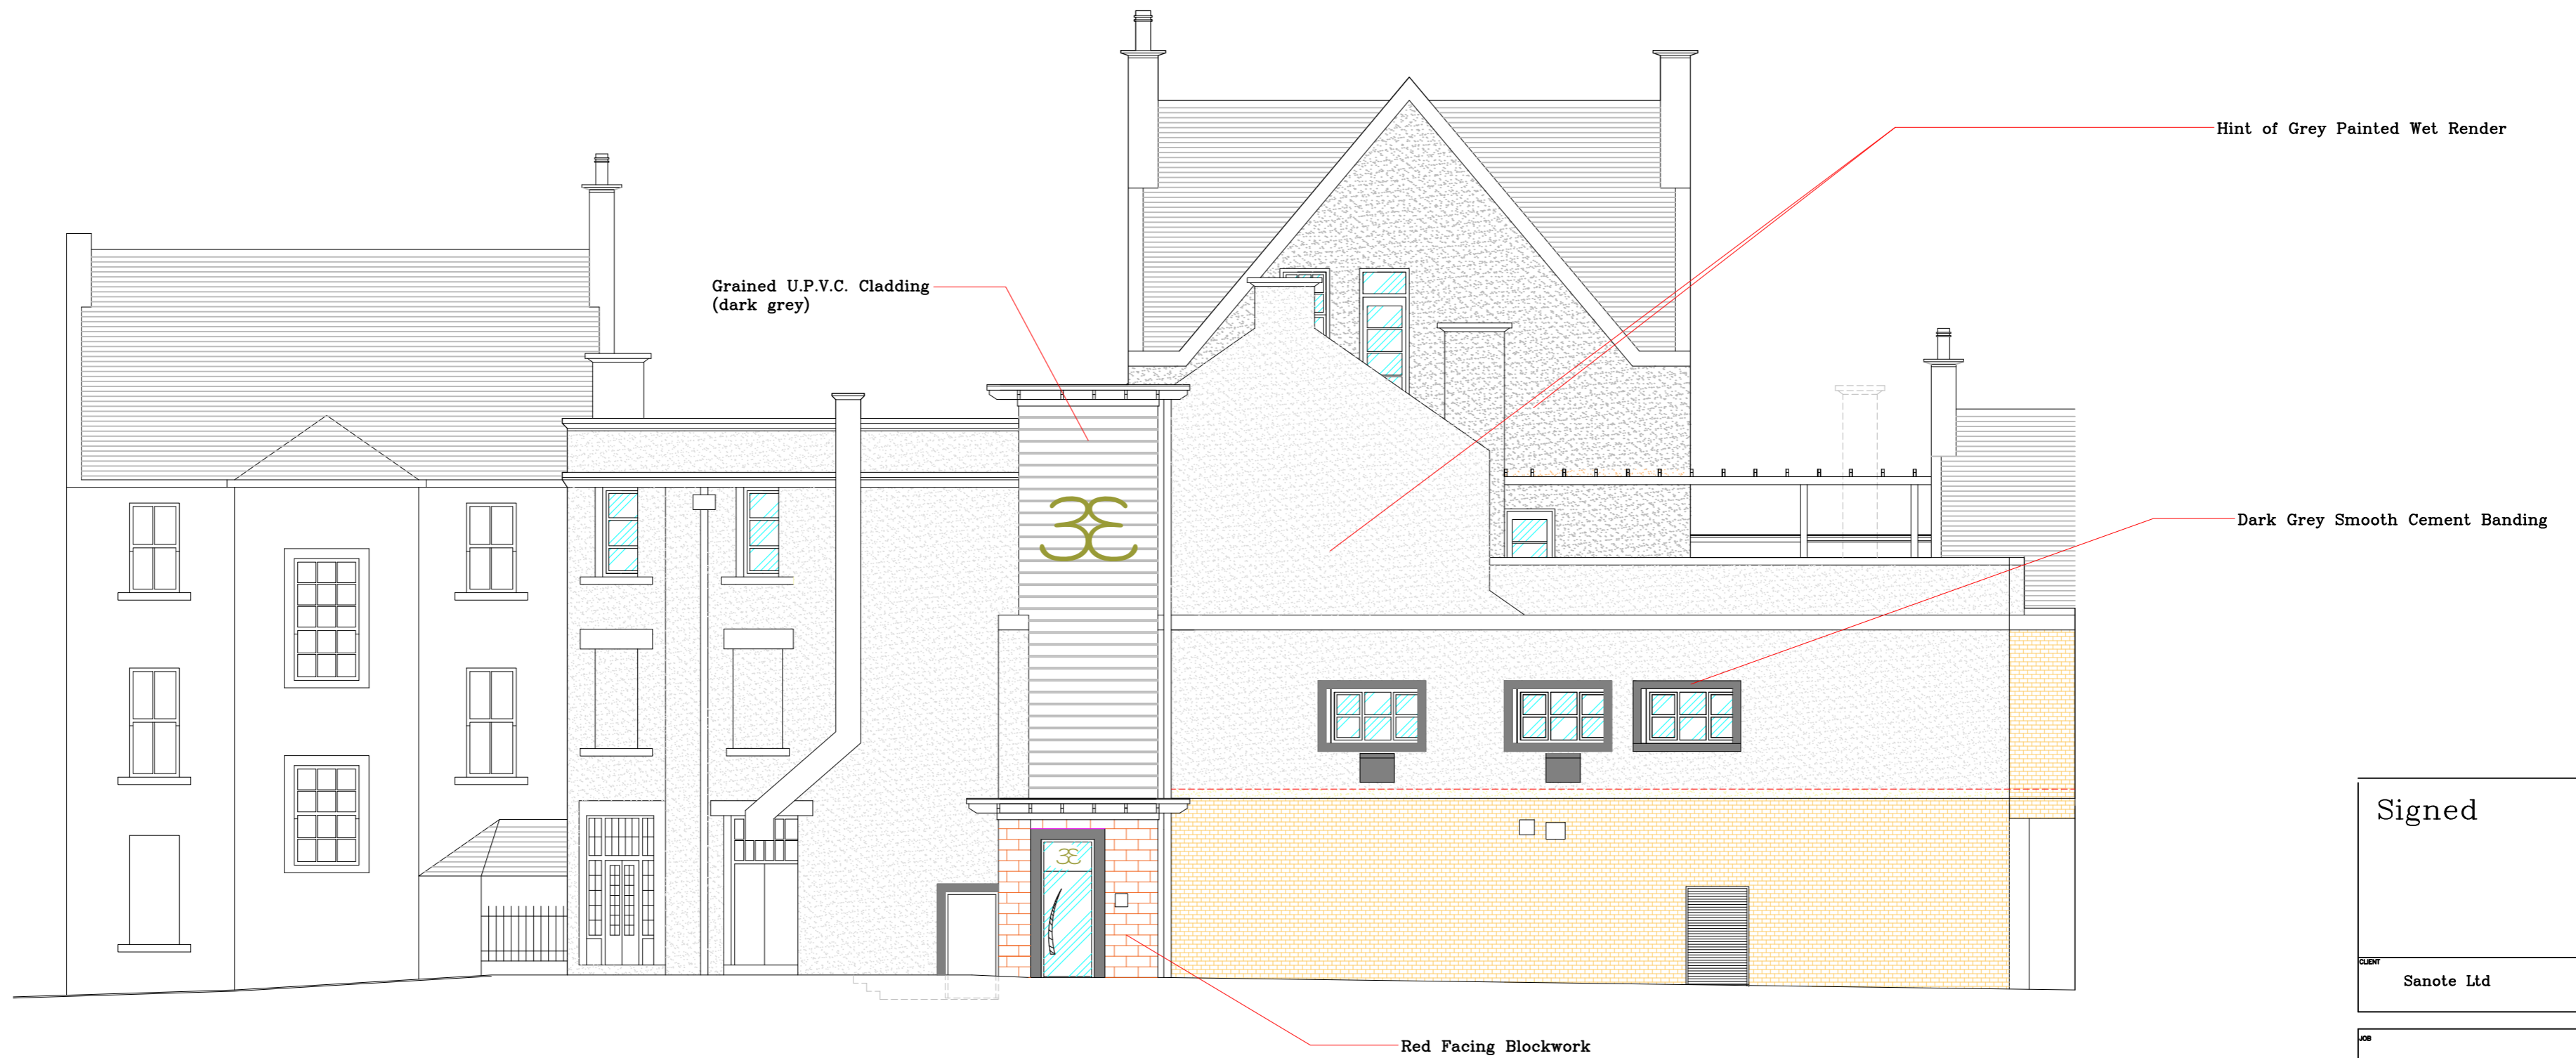 Hint of Grey Painted Wet Render
Grained U.P.V.C. Cladding
(dark grey)
Dark Grey Smooth Cement Banding
Red Facing Blockwork
Signed
CLIENT
Sanote Ltd
JOB